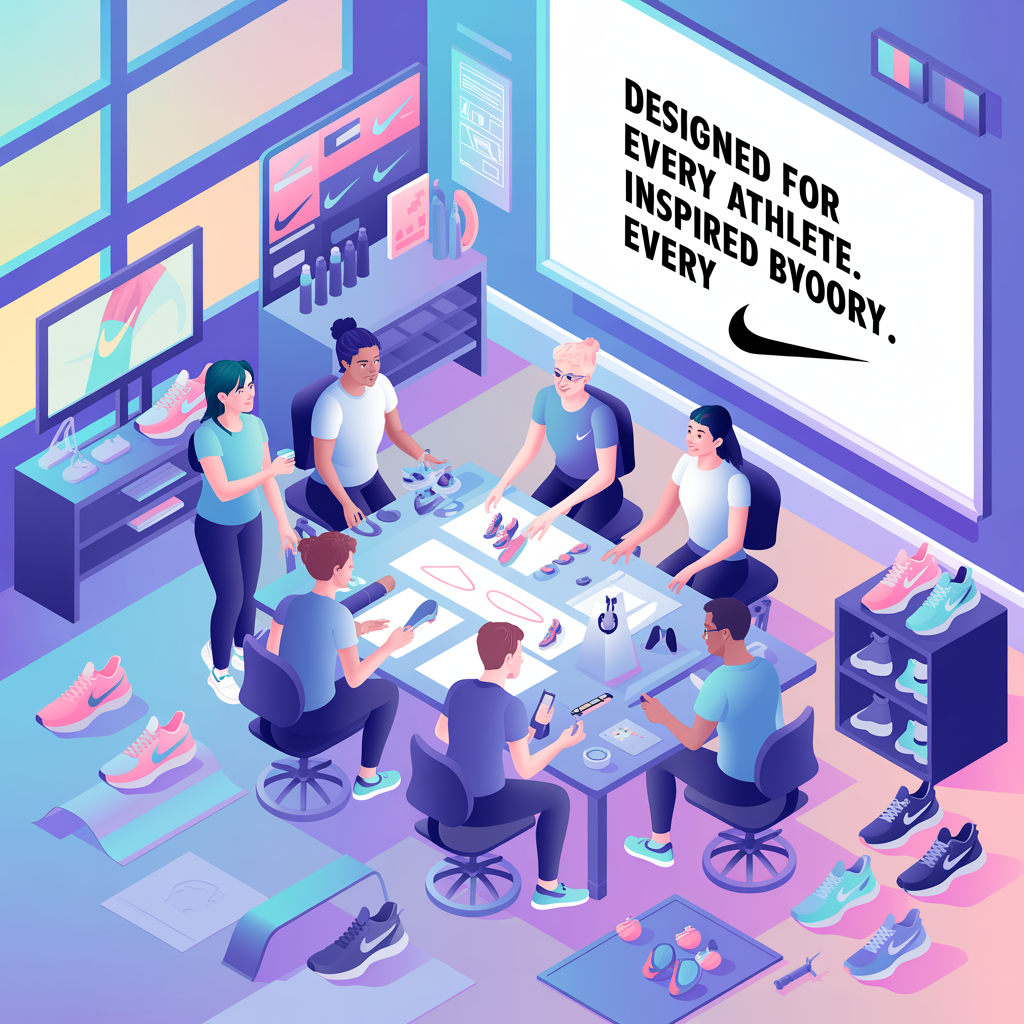 DESIGNED FOR
EVERY ATHLETE.
INSPIRED BYOORY.
EVERY